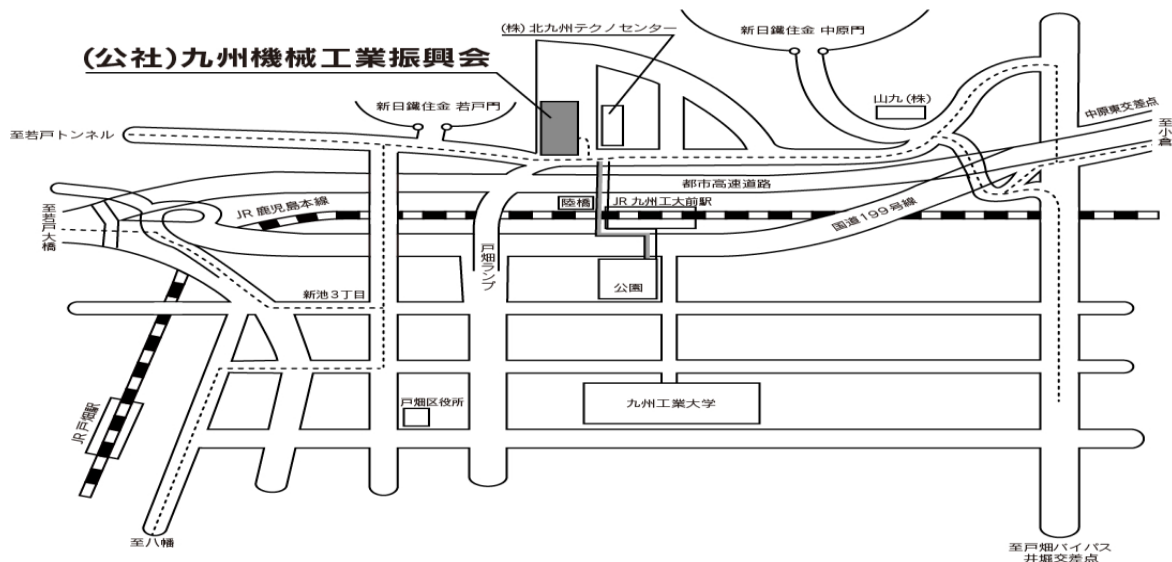 (株)北九州テクノセンター
新日鐵住金 中原門
(公社)九州機械工業振興会
新日鐵住金 若戸門
山九(株)
中原東交差点
至小倉
至若戸トンネル
都市高速道路
陸橋
JR 九州工大前駅
JR 鹿児島本線
国道199号線
至若戸大橋
戸畑ランプ
公園
新池3丁目
戸畑区役所
九州工業大学
JR 戸畑駅
至八幡
至戸畑バイパス
井堀交差点